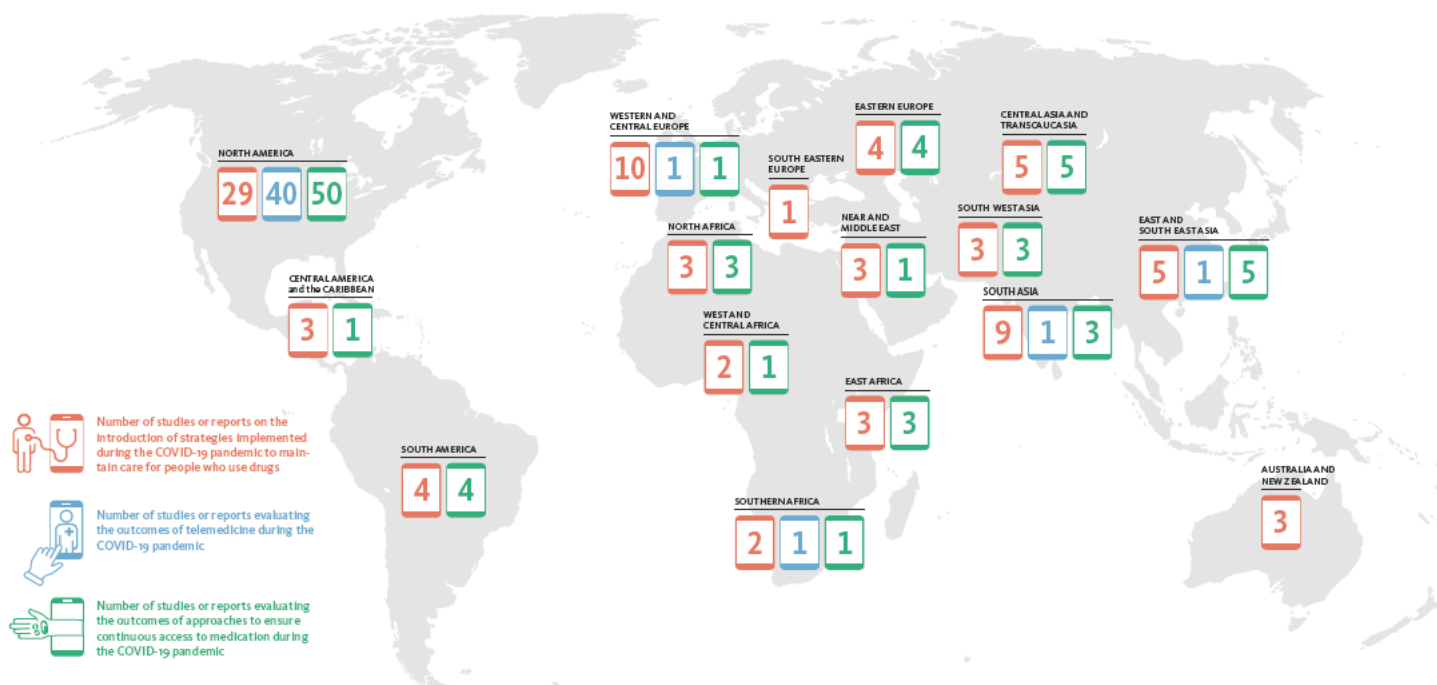 NORTH AMERICA
29 40 50
CENTRAL AMERICA
and the CARIBBEAN
3 1
SOUTH AMERICA
4 4
WESTERN AND
CENTRAL EUROPE
10 1 1
SOUTH EASTERN
EUROPE
1
EASTERN EUROPE
4 4
CENTRAL ASIA AND
TRANSCAUCASIA
5 5
NORTH AFRICA
3 3
NEAR AND
MIDDLE EAST
3 1
SOUTH WEST ASIA
3 3
EAST AND
SOUTH EAST ASIA
5 1 5
SOUTH ASIA
9 1 3
WEST AND
CENTRAL AFRICA
2 1
EAST AFRICA
3 3
SOUTHERN AFRICA
2 1 1
AUSTRALIA AND
NEW ZEALAND
3
Number of studies or reports on the
introduction of strategies implemented
during the COVID-19 pandemic to main-
tain care for people who use drugs
Number of studies or reports evaluating
the outcomes of telemedicine during the
COVID-19 pandemic
Number of studies or reports evaluating
the outcomes of approaches to ensure
continuous access to medication during
the COVID-19 pandemic